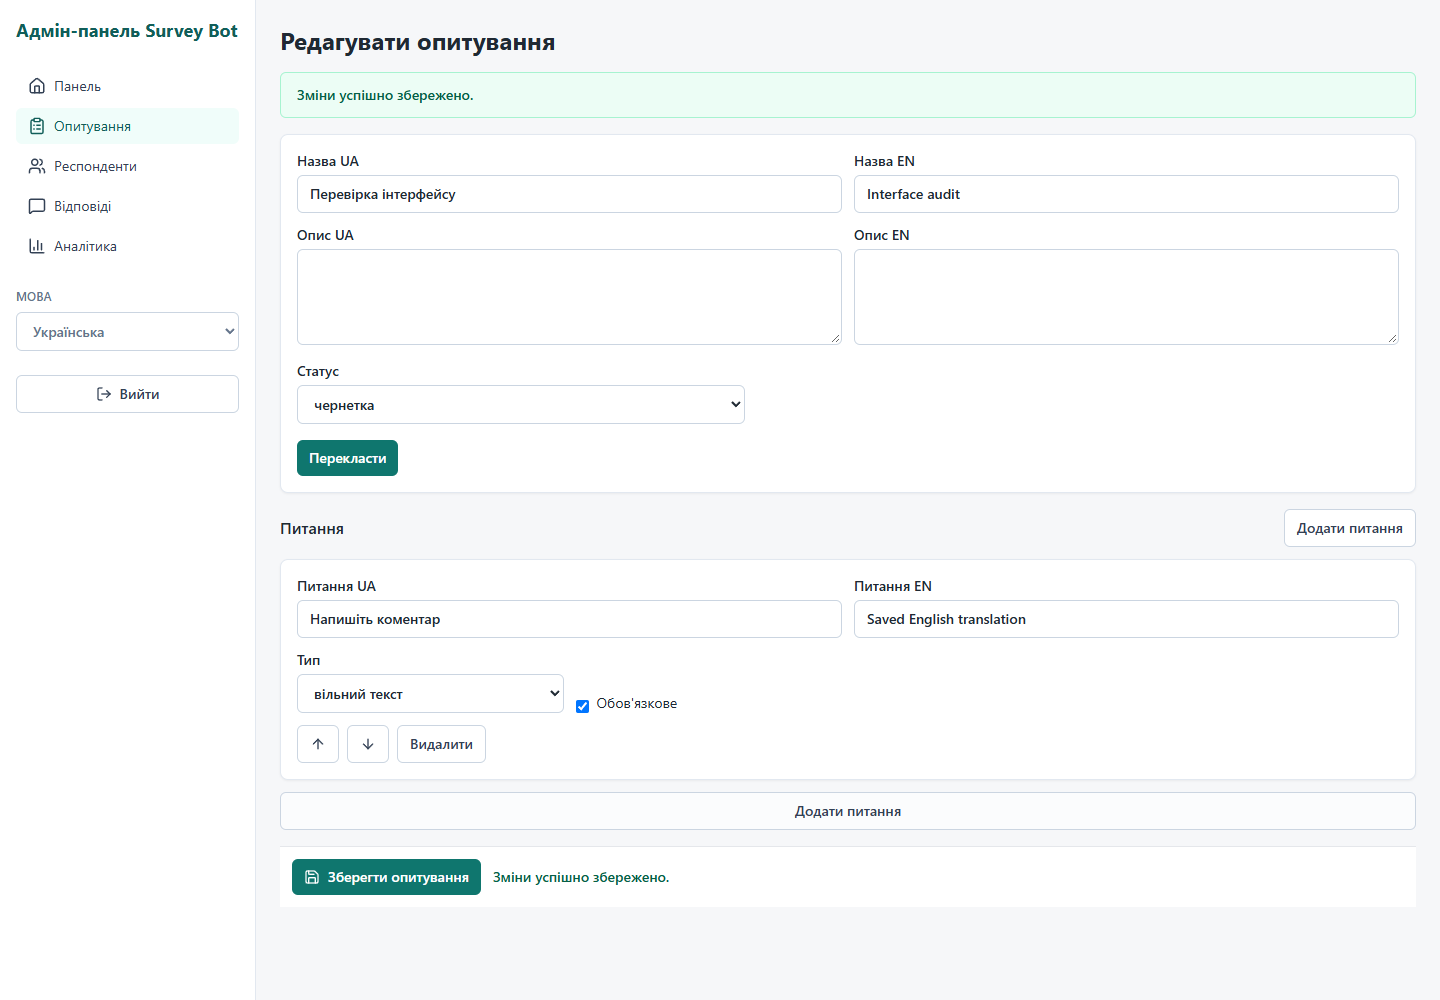 Адмін-панель Survey Bot
Панель
Опитування
Респонденти
Відповіді
Аналітика
МОВА
Українська
Вийти
Редагувати опитування
Зміни успішно збережено.
Назва UA
Назва EN
Перевірка інтерфейсу
Interface audit
Опис UA
Опис EN
Статус
чернетка
Перекласти
Питання
Додати питання
Питання UA
Питання EN
Напишіть коментар
Saved English translation
Тип
вільний текст
Обов'язкове
Видалити
Додати питання
Зберегти опитування
Зміни успішно збережено.